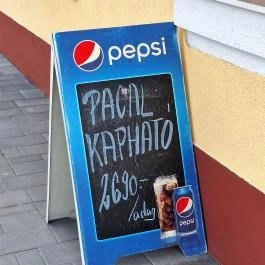 pepsi
PACAL
KAPHATÓ
2690-
/adag
pepsi